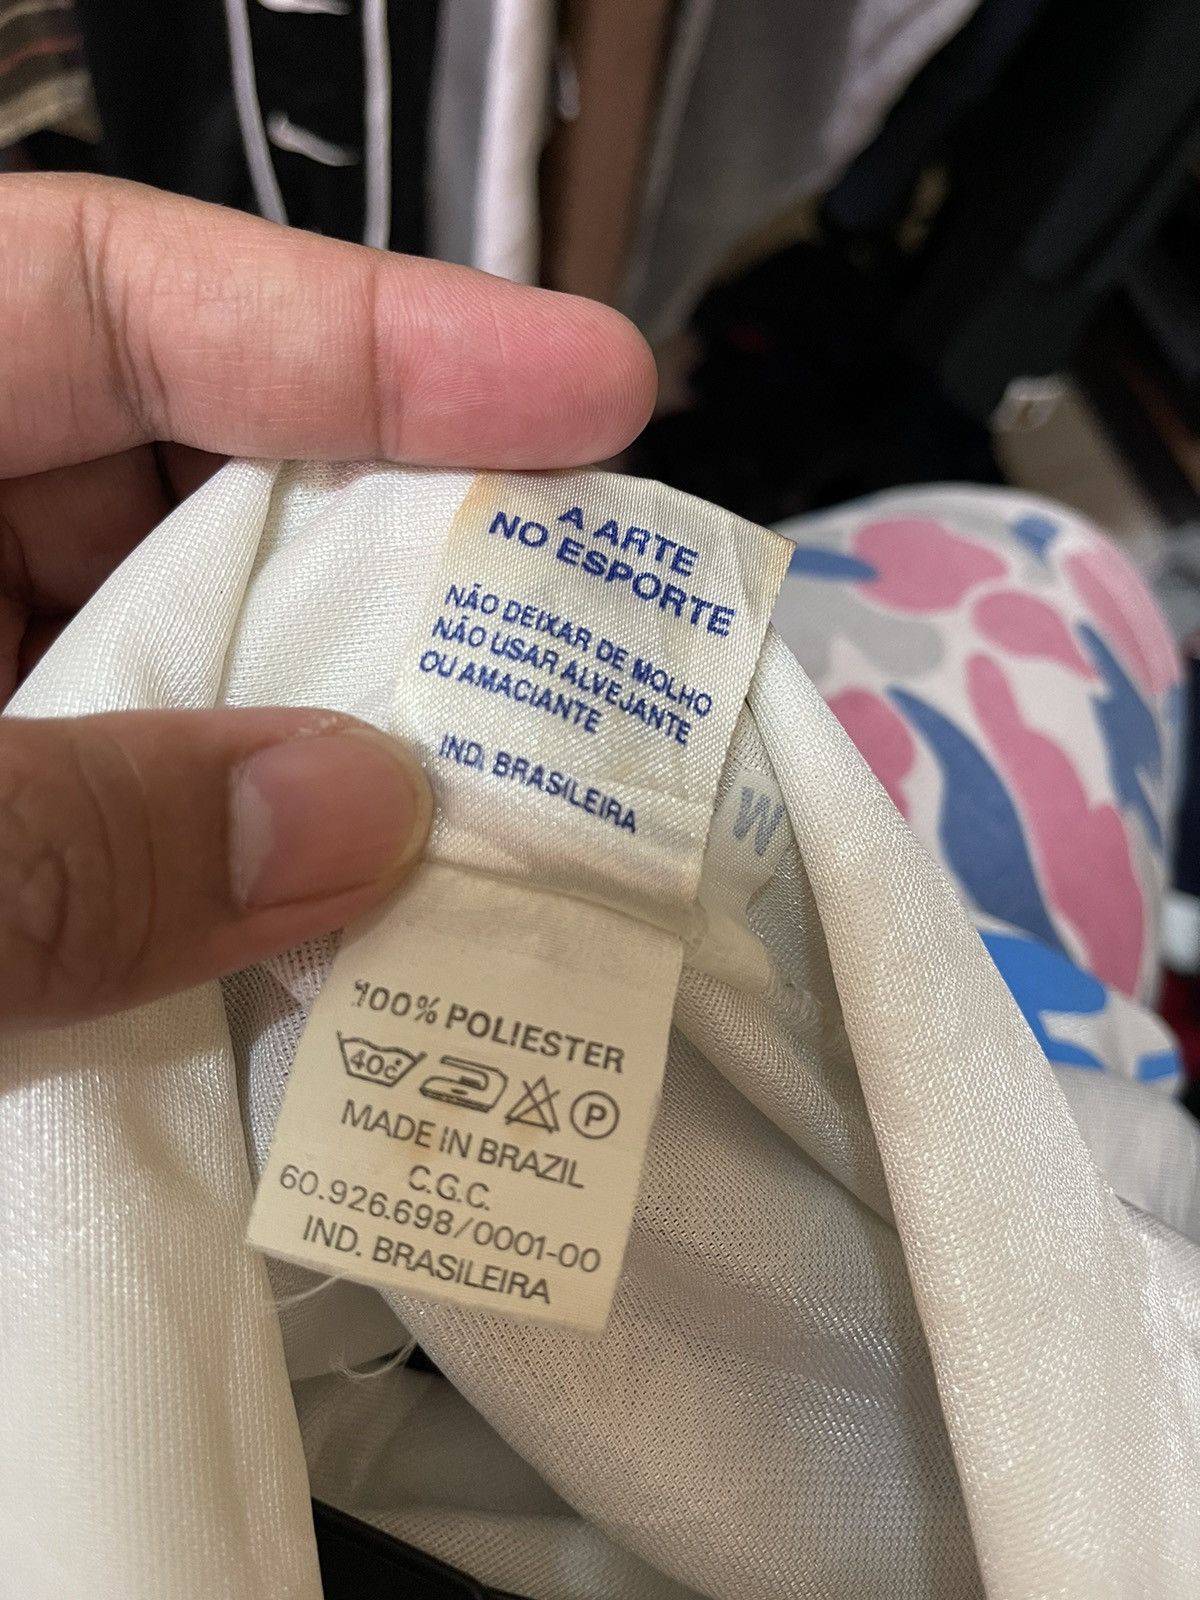 A ARTE
NO ESPORTE
NÃO DEIXAR DE MOLHO
NÃO USAR ALVEJANTE
OU AMACIANTE
IND. BRASILEIRA
W
100% POLIESTER
40c
P
MADE IN BRAZIL
C.G.C.
60.926.698/0001-00
IND. BRASILEIRA